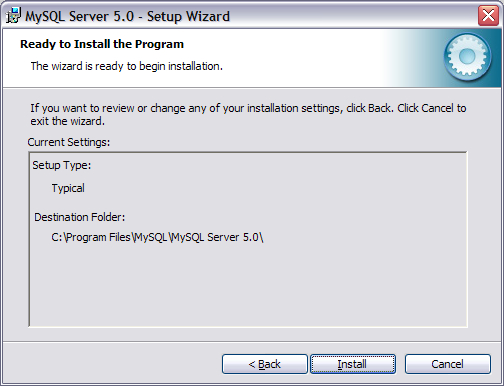 MySQL Server 5.0 - Setup Wizard
Ready to Install the Program
The wizard is ready to begin installation.
If you want to review or change any of your installation settings, click Back. Click Cancel to
exit the wizard.
Current Settings:
Setup Type:
Typical
Destination Folder:
C:\Program Files\MySQL\MySQL Server 5.0\
< Back
Install
Cancel